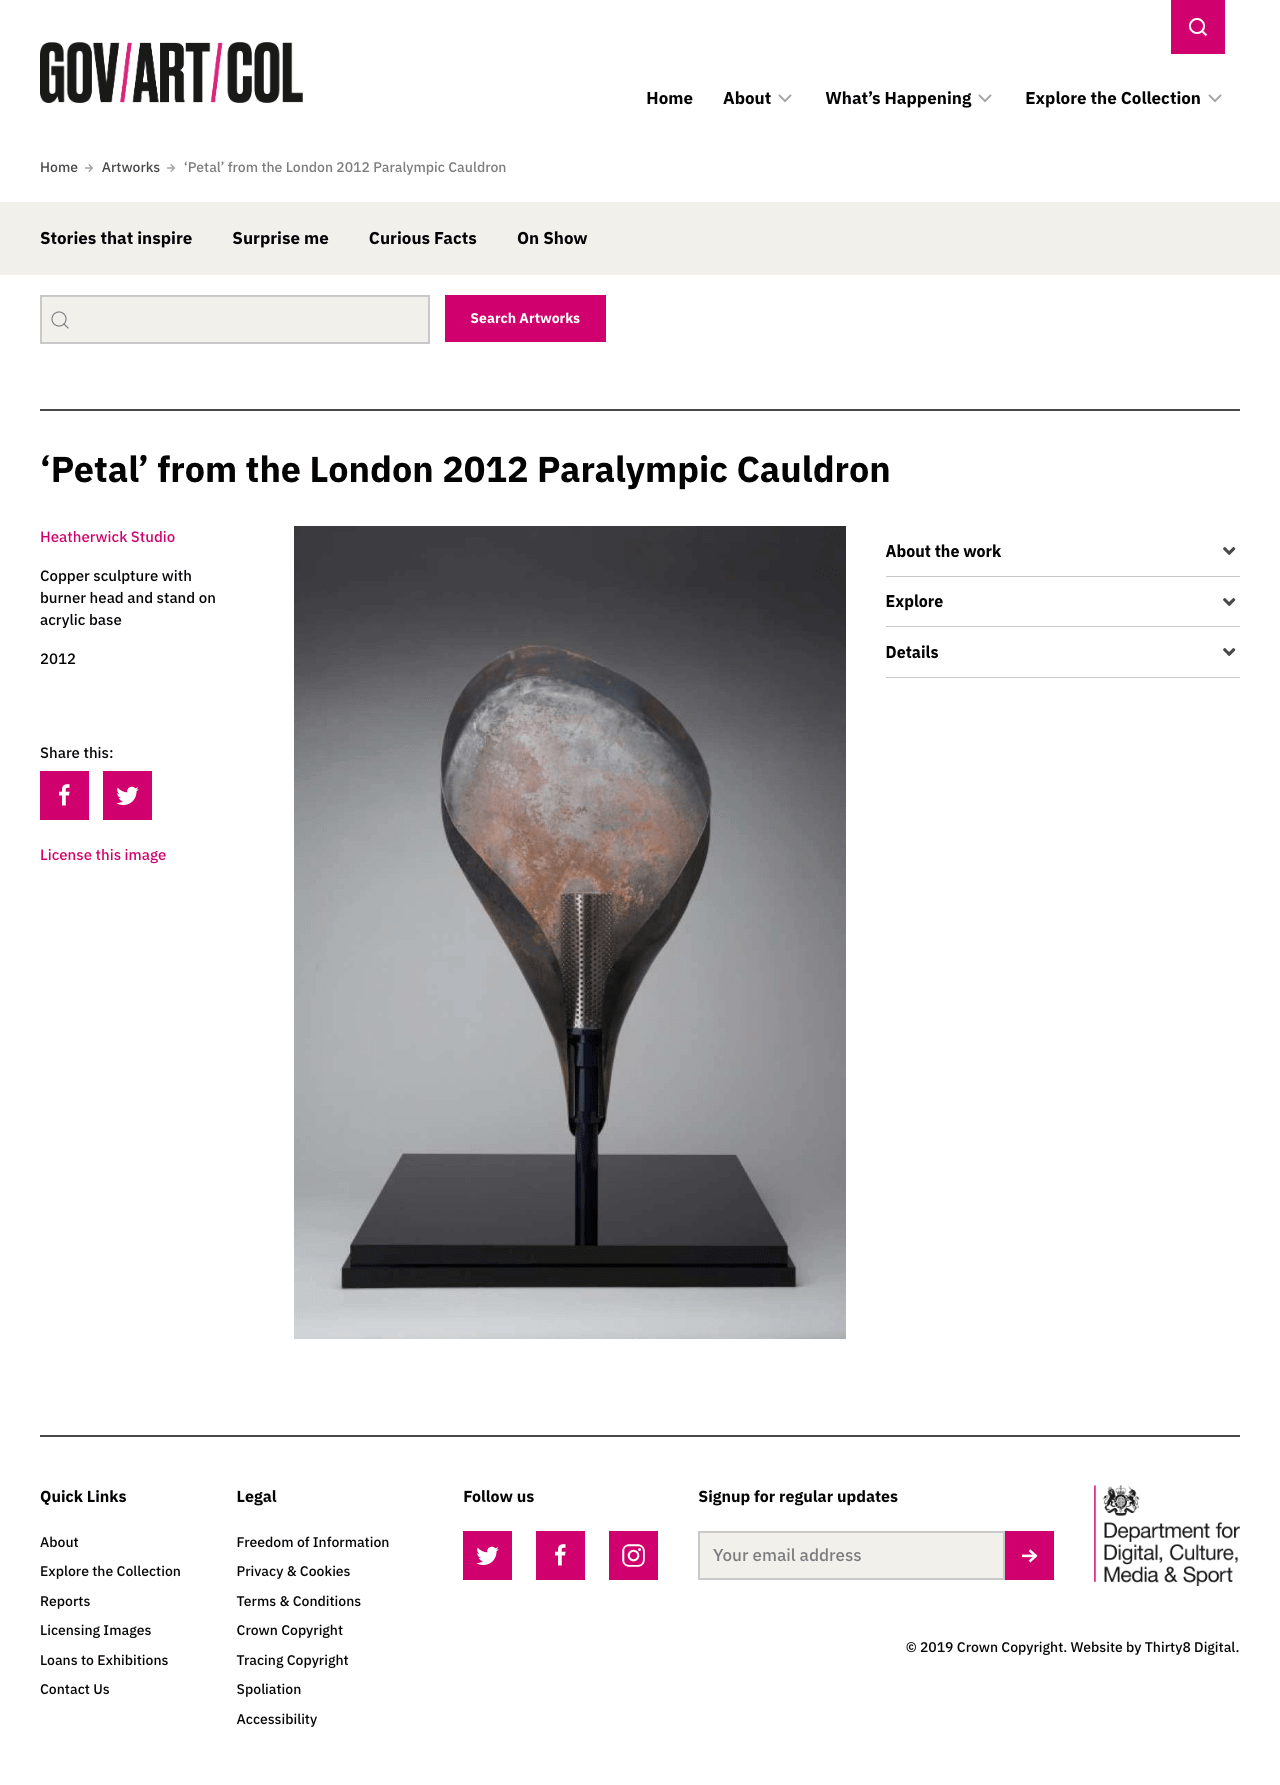 GOV/ART/COL
Home
About
What’s Happening
Explore the Collection
Home
Artworks
‘Petal’ from the London 2012 Paralympic Cauldron
Stories that inspire
Surprise me
Curious Facts
On Show
Search Artworks
‘Petal’ from the London 2012 Paralympic Cauldron
Heatherwick Studio
Copper sculpture with
burner head and stand on
acrylic base
2012
Share this:
License this image
About the work
Explore
Details
Quick Links
About
Explore the Collection
Reports
Licensing Images
Loans to Exhibitions
Contact Us
Legal
Freedom of Information
Privacy & Cookies
Terms & Conditions
Crown Copyright
Tracing Copyright
Spoliation
Accessibility
Follow us
Signup for regular updates
Your email address
Department for
Digital, Culture,
Media & Sport
© 2019 Crown Copyright. Website by Thirty8 Digital.